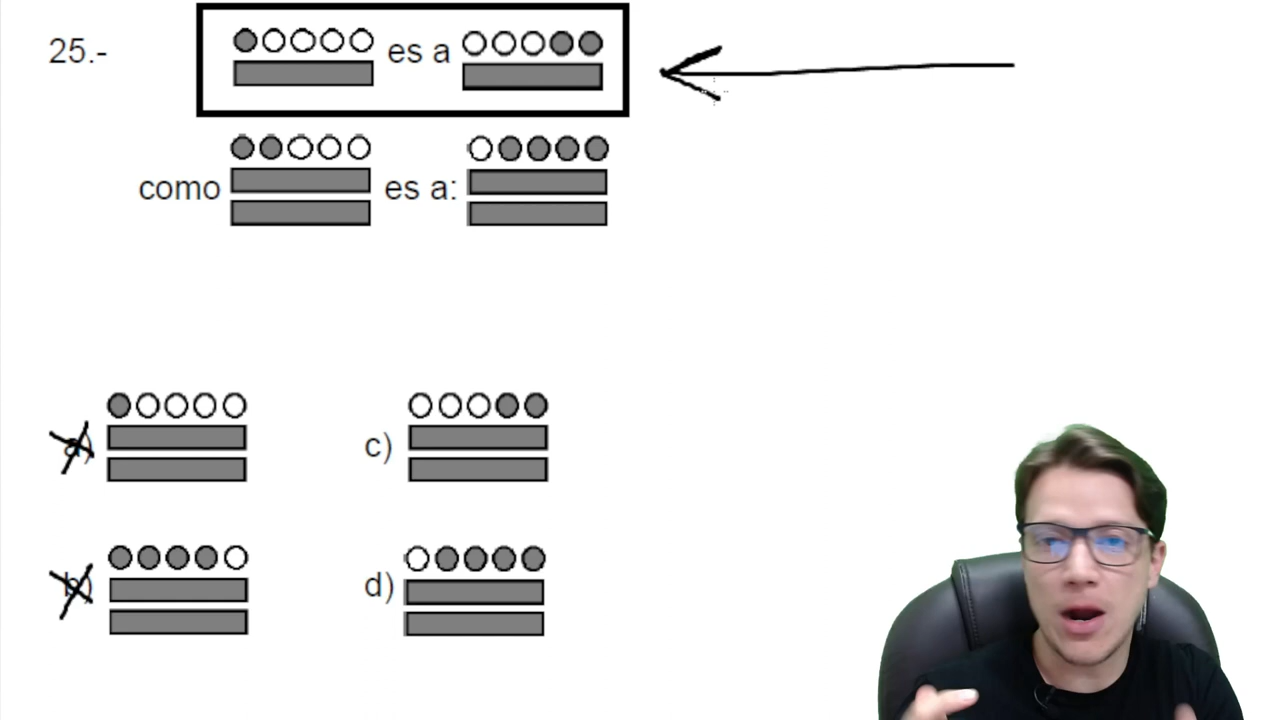 25.- es a
como es a:
a) c)
b) d)